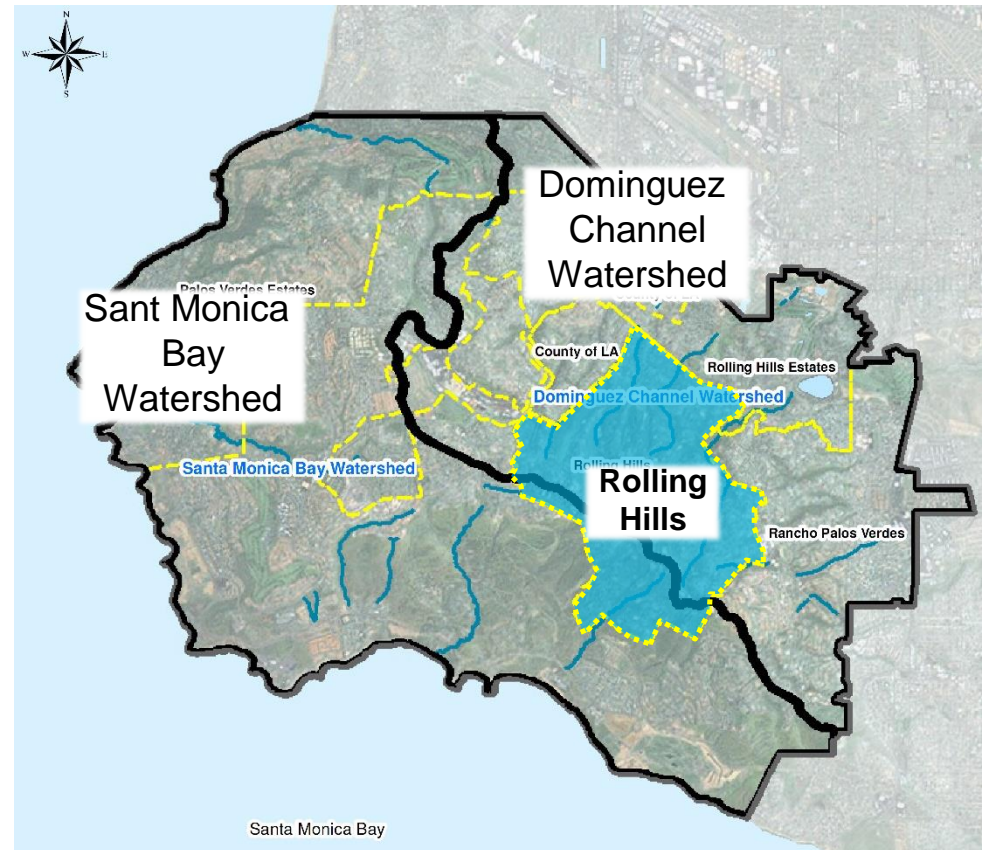 N
W E
S
Dominguez
Channel
Watershed
Palos Verdes Estates
Sant Monica
Bay
Watershed
County of LA
Rolling Hills Estates
Dominguez Channel Watershed
Santa Monica Bay Watershed
Rolling Hills
Rolling
Hills
Rancho Palos Verdes
Santa Monica Bay